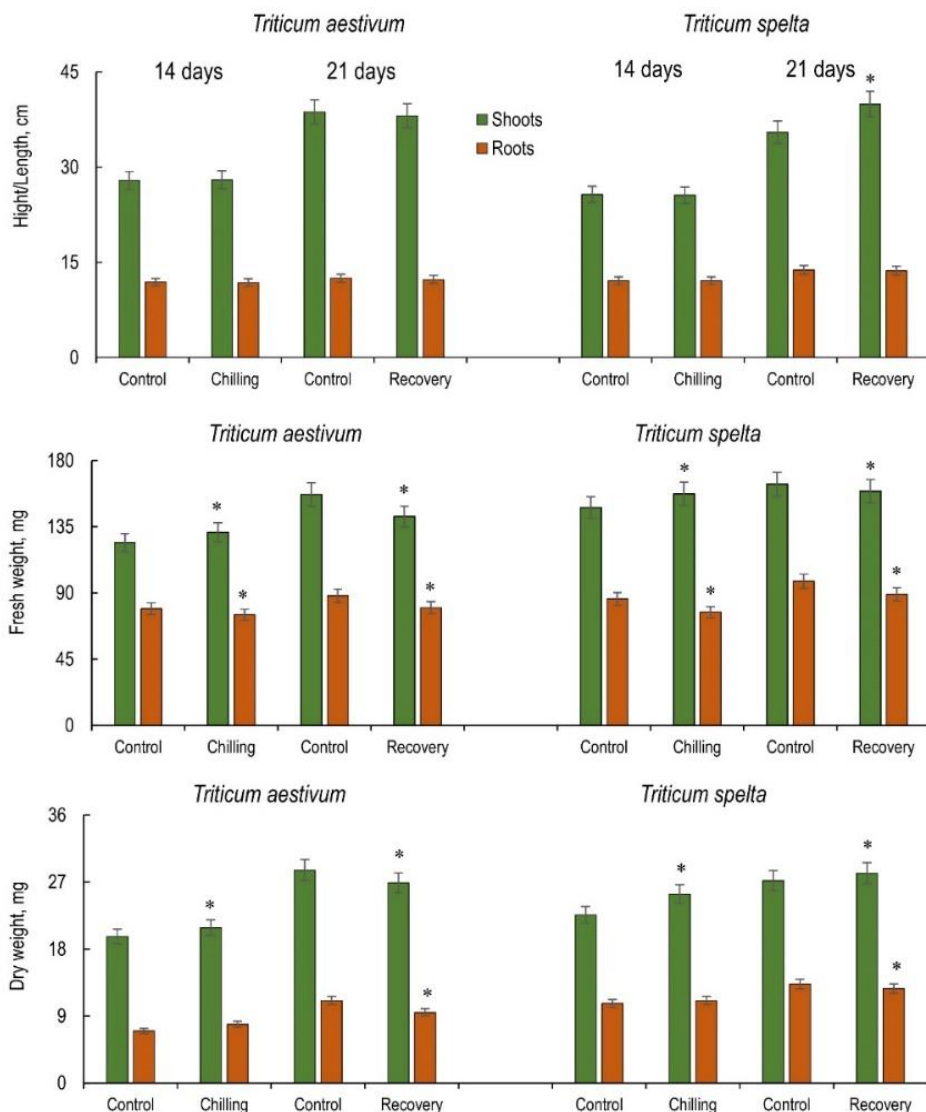 Triticum aestivum Triticum spelta
14 days 21 days 14 days 21 days
45
30
15
0
Hight/Length, cm
Shoots
Roots
*
Control Chilling Control Recovery Control Chilling Control Recovery
Triticum aestivum Triticum spelta
180
135
90
45
0
Fresh weight, mg
* * * *
* * * *
Control Chilling Control Recovery Control Chilling Control Recovery
Triticum aestivum Triticum spelta
36
27
18
9
0
Dry weight, mg
* * * *
* *
Control Chilling Control Recovery Control Chilling Control Recovery